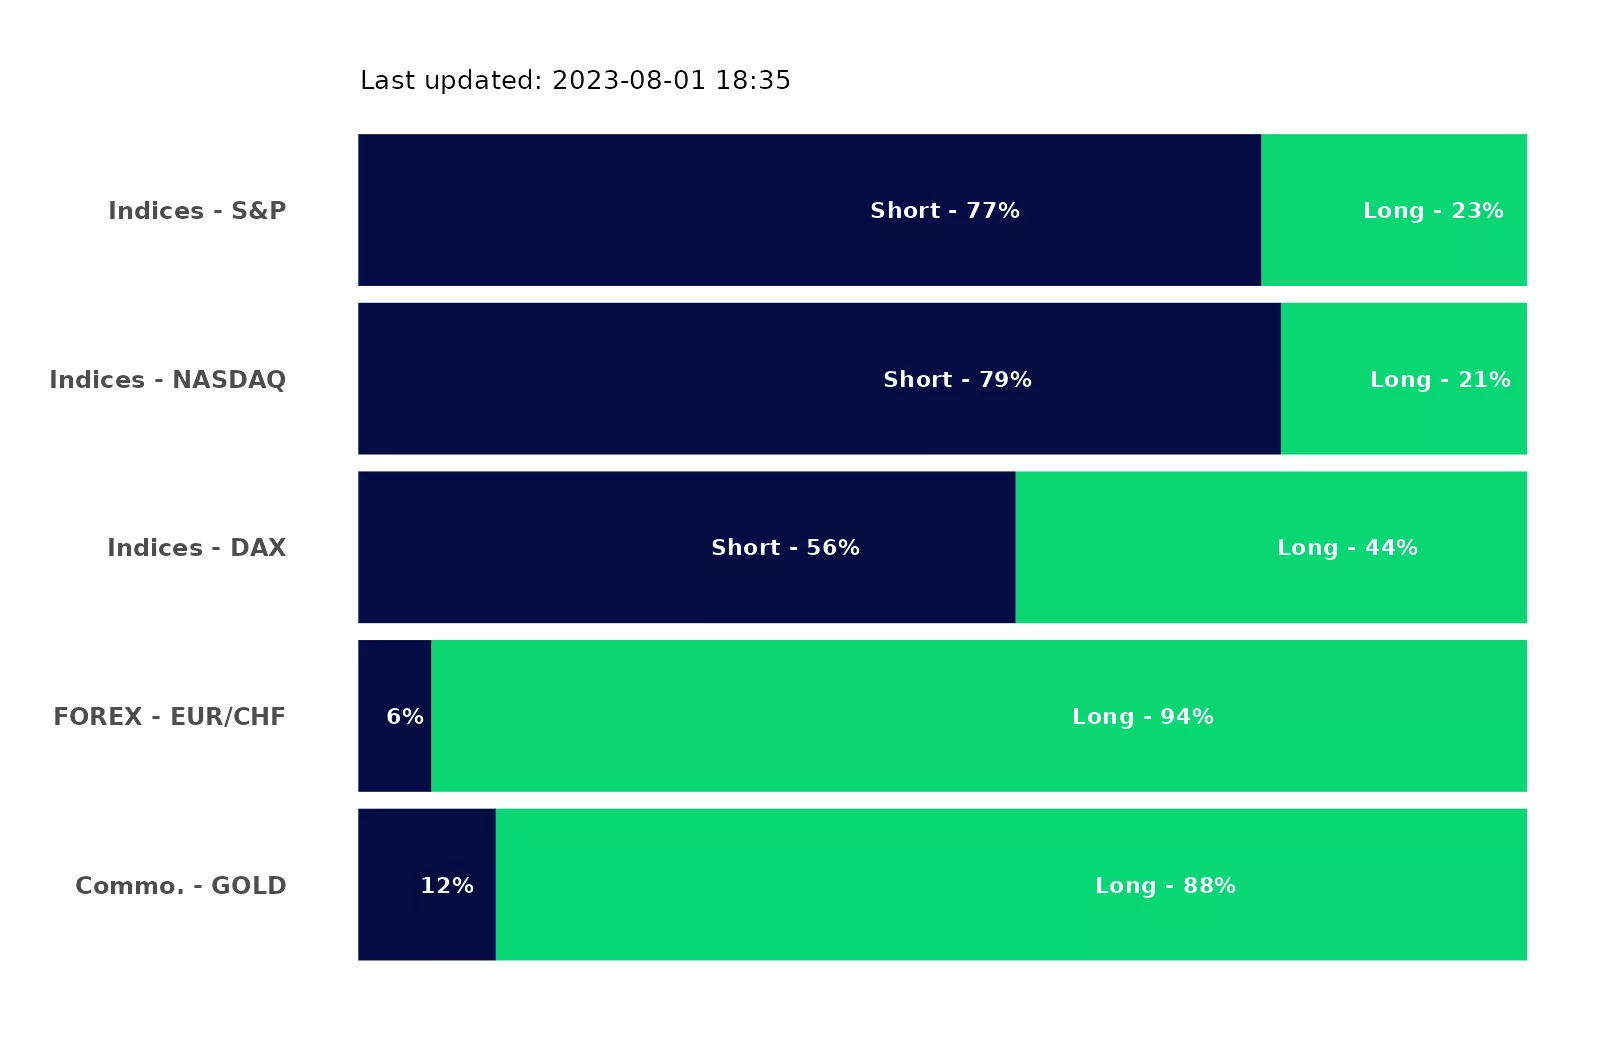 Last updated: 2023-08-01 18:35
Indices - S&P Short - 77% Long - 23%
Indices - NASDAQ Short - 79% Long - 21%
Indices - DAX Short - 56% Long - 44%
FOREX - EUR/CHF 6% Long - 94%
Commo. - GOLD 12% Long - 88%